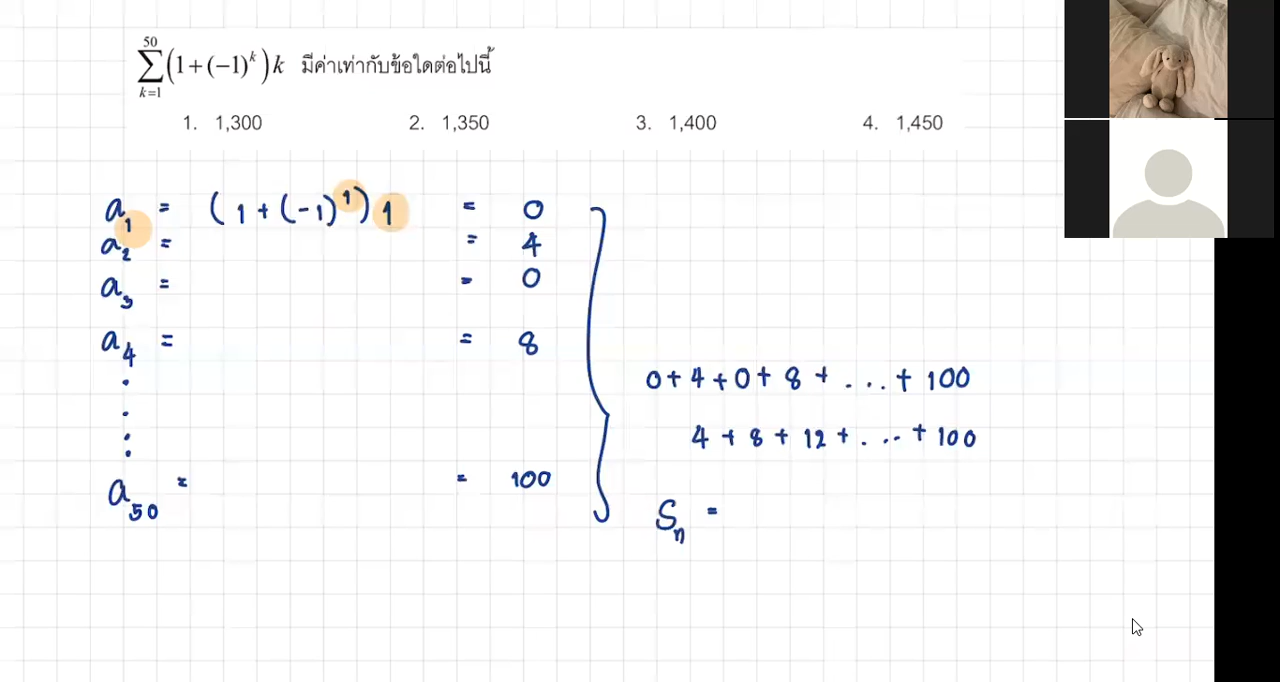 50
∑ (1+(−1)^k)k มีค่าเท่ากับข้อใดต่อไปนี้
k=1
1. 1,300 2. 1,350 3. 1,400 4. 1,450
a₁ = (1 + (-1)¹) 1 = 0
a₂ = = 4
a₃ = = 0
a₄ = = 8
0 + 4 + 0 + 8 + ... + 100
4 + 8 + 12 + ... + 100
a₅₀ = = 100
Sₙ =